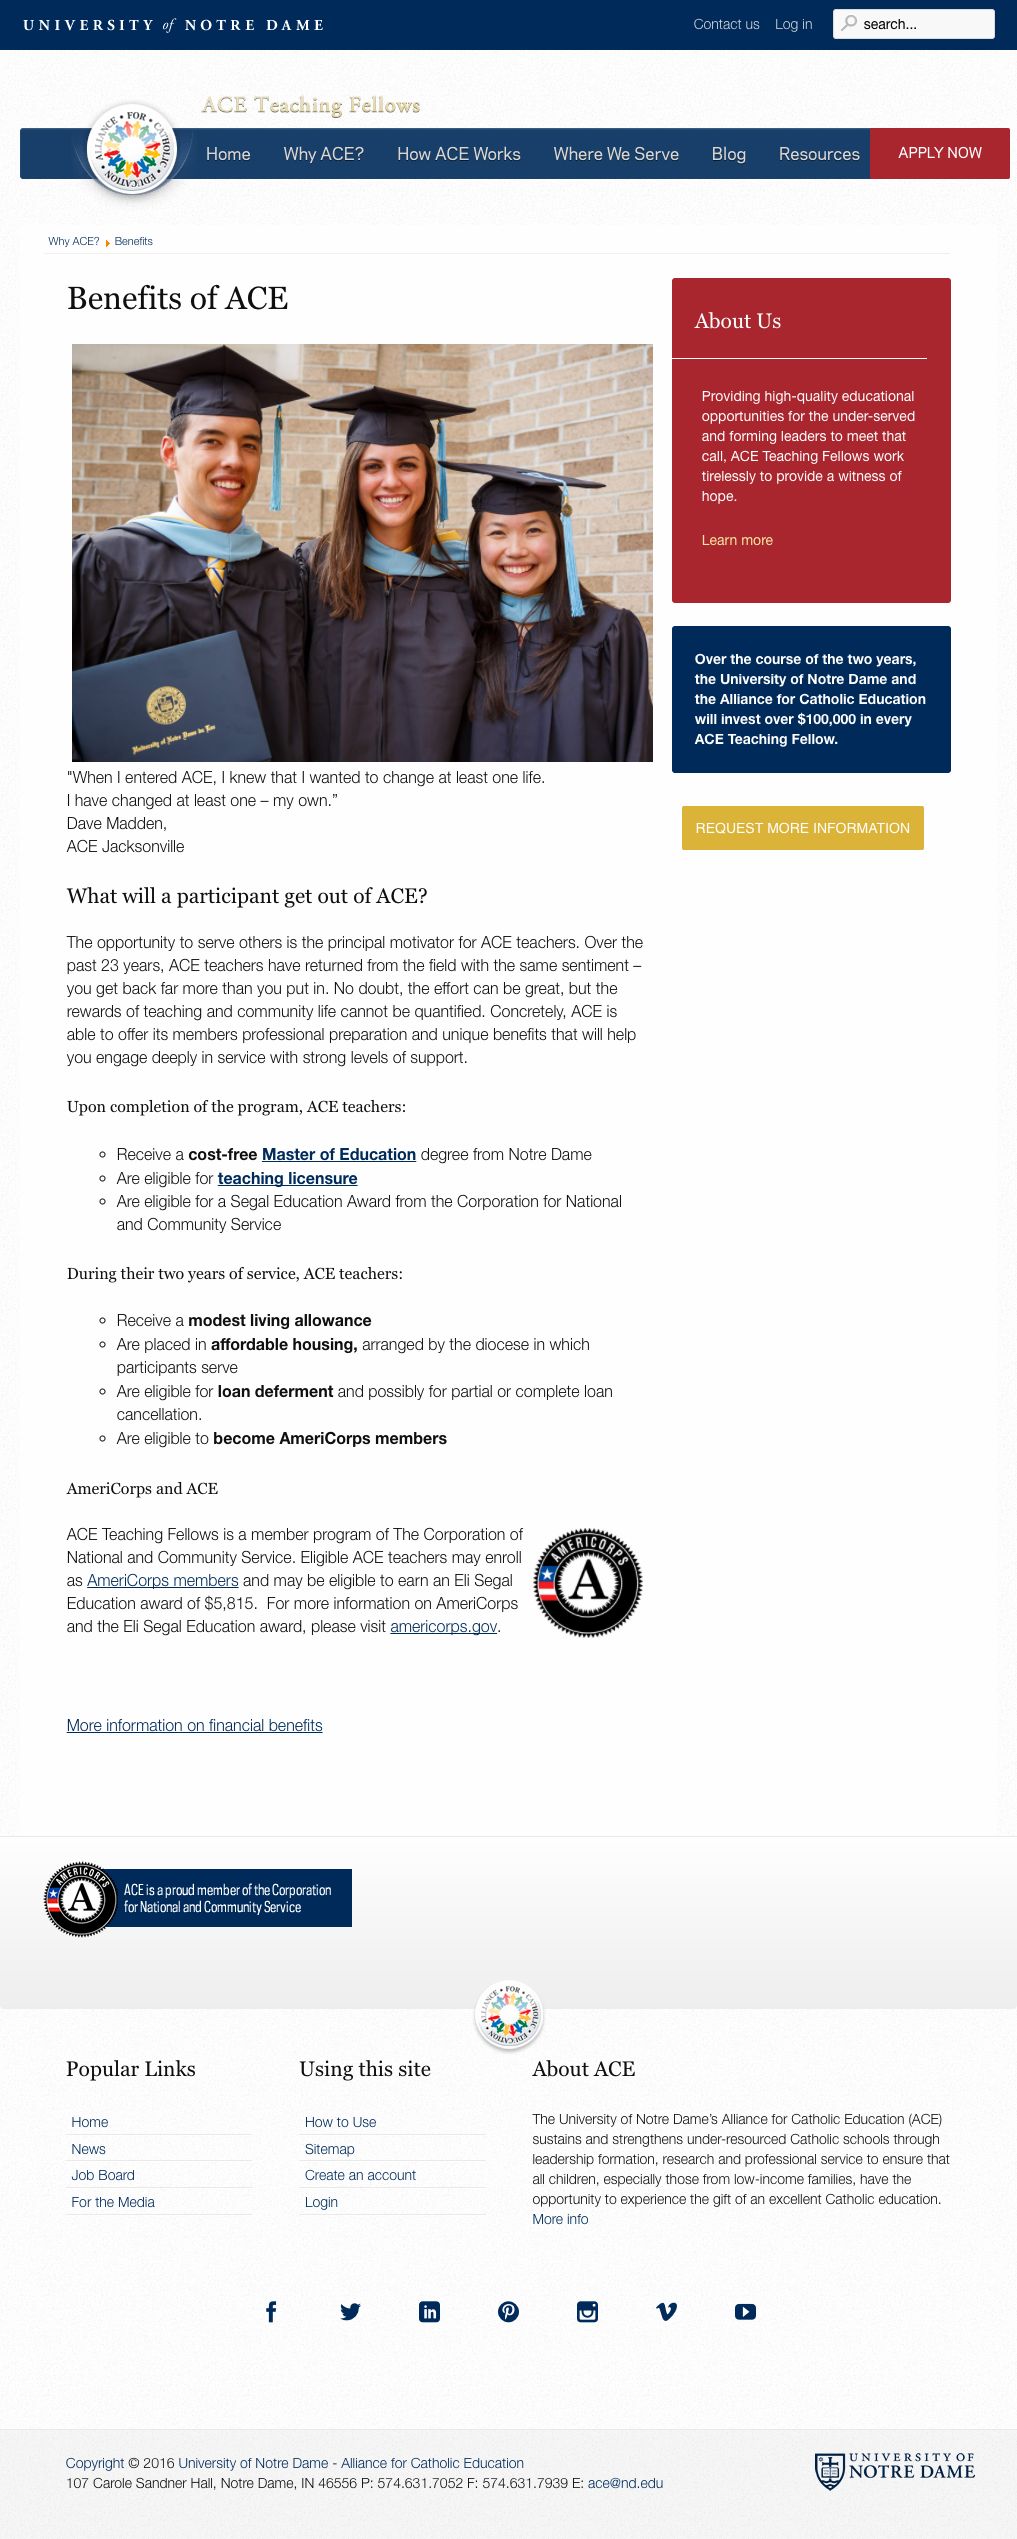 UNIVERSITY of NOTRE DAME
Contact us
Log in
search...
ACE Teaching Fellows
ALLIANCE · FOR · CATHOLIC EDUCATION
Home
Why ACE?
How ACE Works
Where We Serve
Blog
Resources
APPLY NOW
Why ACE?
Benefits
Benefits of ACE
University of Notre Dame
"When I entered ACE, I knew that I wanted to change at least one life.
I have changed at least one – my own.”
Dave Madden,
ACE Jacksonville
What will a participant get out of ACE?
The opportunity to serve others is the principal motivator for ACE teachers. Over the
past 23 years, ACE teachers have returned from the field with the same sentiment –
you get back far more than you put in. No doubt, the effort can be great, but the
rewards of teaching and community life cannot be quantified. Concretely, ACE is
able to offer its members professional preparation and unique benefits that will help
you engage deeply in service with strong levels of support.
Upon completion of the program, ACE teachers:
Receive a cost-free Master of Education degree from Notre Dame
Are eligible for teaching licensure
Are eligible for a Segal Education Award from the Corporation for National
and Community Service
During their two years of service, ACE teachers:
Receive a modest living allowance
Are placed in affordable housing, arranged by the diocese in which
participants serve
Are eligible for loan deferment and possibly for partial or complete loan
cancellation.
Are eligible to become AmeriCorps members
AmeriCorps and ACE
ACE Teaching Fellows is a member program of The Corporation of
National and Community Service. Eligible ACE teachers may enroll
as AmeriCorps members and may be eligible to earn an Eli Segal
Education award of $5,815.  For more information on AmeriCorps
and the Eli Segal Education award, please visit americorps.gov.
AMERICORPS
A
More information on financial benefits
About Us
Providing high-quality educational
opportunities for the under-served
and forming leaders to meet that
call, ACE Teaching Fellows work
tirelessly to provide a witness of
hope.
Learn more
Over the course of the two years,
the University of Notre Dame and
the Alliance for Catholic Education
will invest over $100,000 in every
ACE Teaching Fellow.
REQUEST MORE INFORMATION
AMERICORPS
A
ACE is a proud member of the Corporation
for National and Community Service
ALLIANCE · FOR · CATHOLIC EDUCATION
Popular Links
Home
News
Job Board
For the Media
Using this site
How to Use
Sitemap
Create an account
Login
About ACE
The University of Notre Dame’s Alliance for Catholic Education (ACE)
sustains and strengthens under-resourced Catholic schools through
leadership formation, research and professional service to ensure that
all children, especially those from low-income families, have the
opportunity to experience the gift of an excellent Catholic education.
More info
Copyright © 2016 University of Notre Dame - Alliance for Catholic Education
107 Carole Sandner Hall, Notre Dame, IN 46556 P: 574.631.7052 F: 574.631.7939 E: ace@nd.edu
UNIVERSITY OF
NOTRE DAME